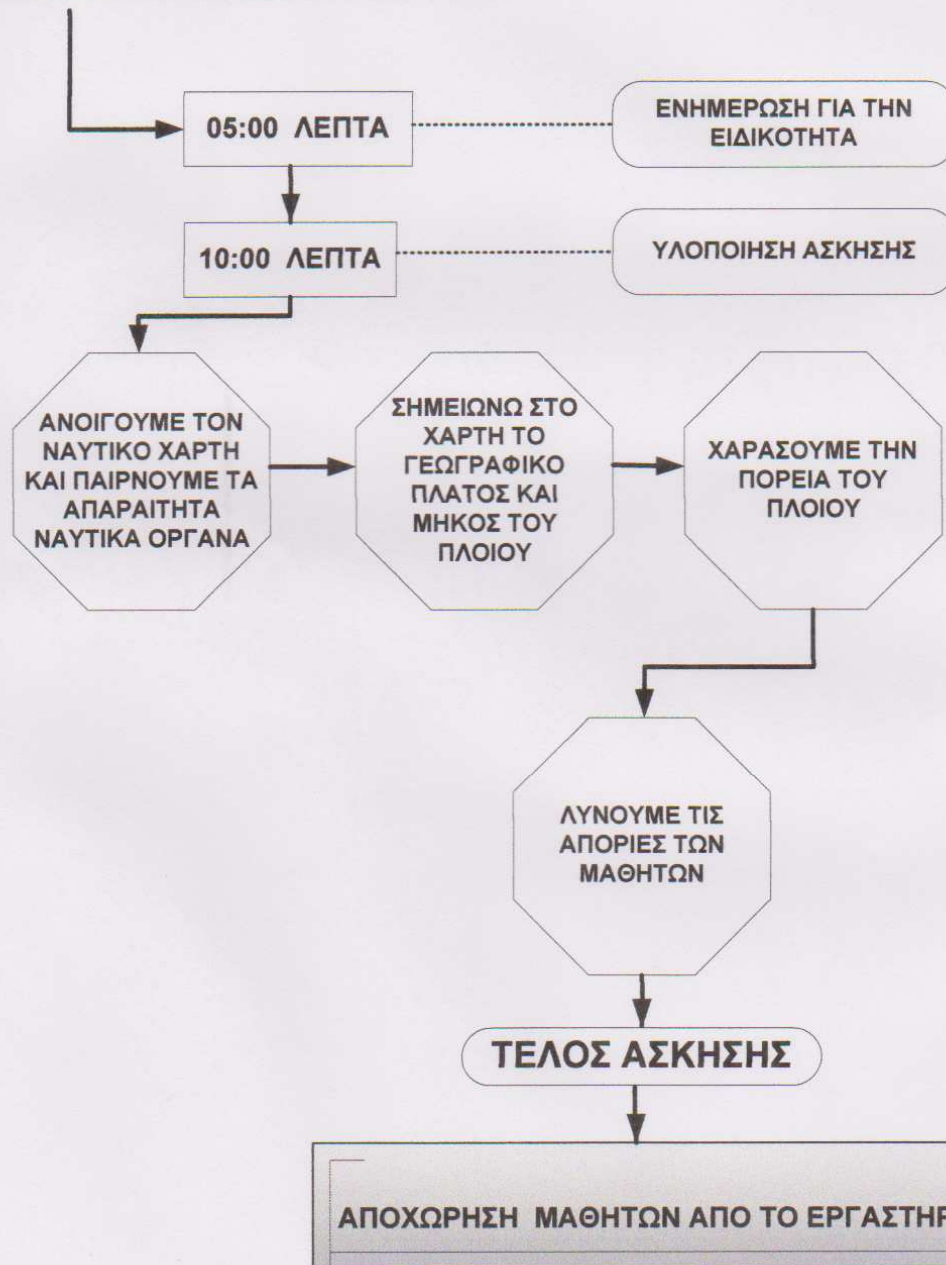 05:00 ΛΕΠΤΑ
ΕΝΗΜΕΡΩΣΗ ΓΙΑ ΤΗΝ
ΕΙΔΙΚΟΤΗΤΑ
10:00 ΛΕΠΤΑ
ΥΛΟΠΟΙΗΣΗ ΑΣΚΗΣΗΣ
ΑΝΟΙΓΟΥΜΕ ΤΟΝ
ΝΑΥΤΙΚΟ ΧΑΡΤΗ
ΚΑΙ ΠΑΙΡΝΟΥΜΕ ΤΑ
ΑΠΑΡΑΙΤΗΤΑ
ΝΑΥΤΙΚΑ ΟΡΓΑΝΑ
ΣΗΜΕΙΩΝΩ ΣΤΟ
ΧΑΡΤΗ ΤΟ
ΓΕΩΓΡΑΦΙΚΟ
ΠΛΑΤΟΣ ΚΑΙ
ΜΗΚΟΣ ΤΟΥ
ΠΛΟΙΟΥ
ΧΑΡΑΣΟΥΜΕ ΤΗΝ
ΠΟΡΕΙΑ ΤΟΥ
ΠΛΟΙΟΥ
ΛΥΝΟΥΜΕ ΤΙΣ
ΑΠΟΡΙΕΣ ΤΩΝ
ΜΑΘΗΤΩΝ
ΤΕΛΟΣ ΑΣΚΗΣΗΣ
ΑΠΟΧΩΡΗΣΗ ΜΑΘΗΤΩΝ ΑΠΟ ΤΟ ΕΡΓΑΣΤΗΡ